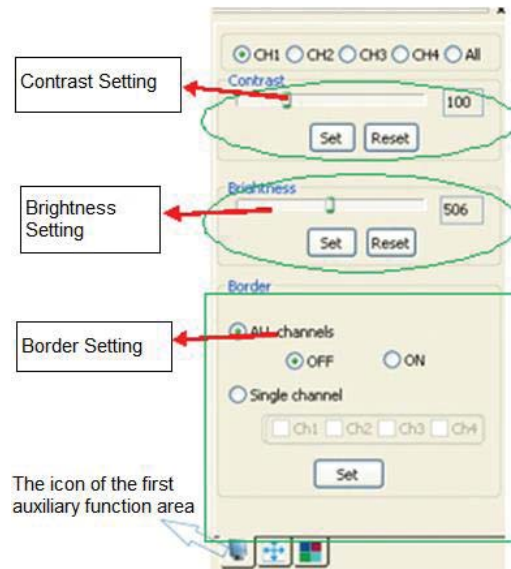 CH1 CH2 CH3 CH4 All
Contrast Setting
Contrast
100
Set Reset
Brightness
Setting
Brightness
506
Set Reset
Border
Border Setting
ALL channels
OFF ON
Single channel
Ch1 Ch2 Ch3 Ch4
Set
The icon of the first
auxiliary function area